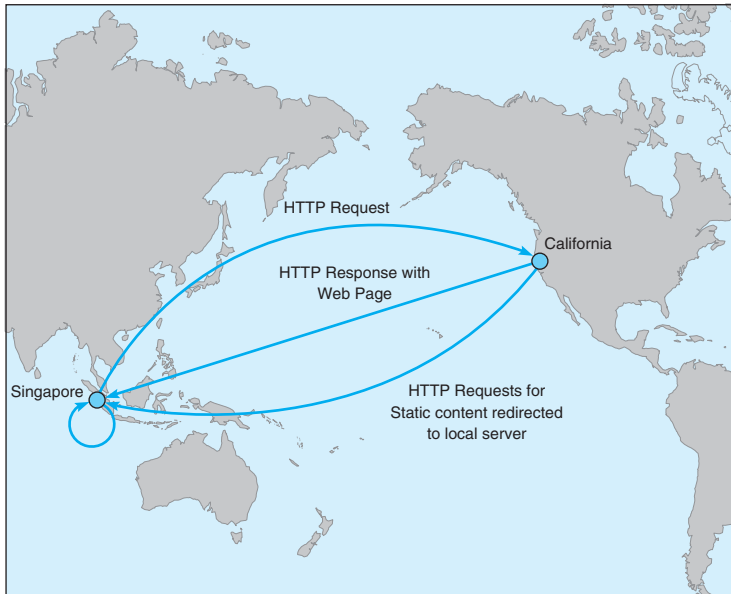 HTTP Request
California
HTTP Response with
Web Page
Singapore
HTTP Requests for
Static content redirected
to local server